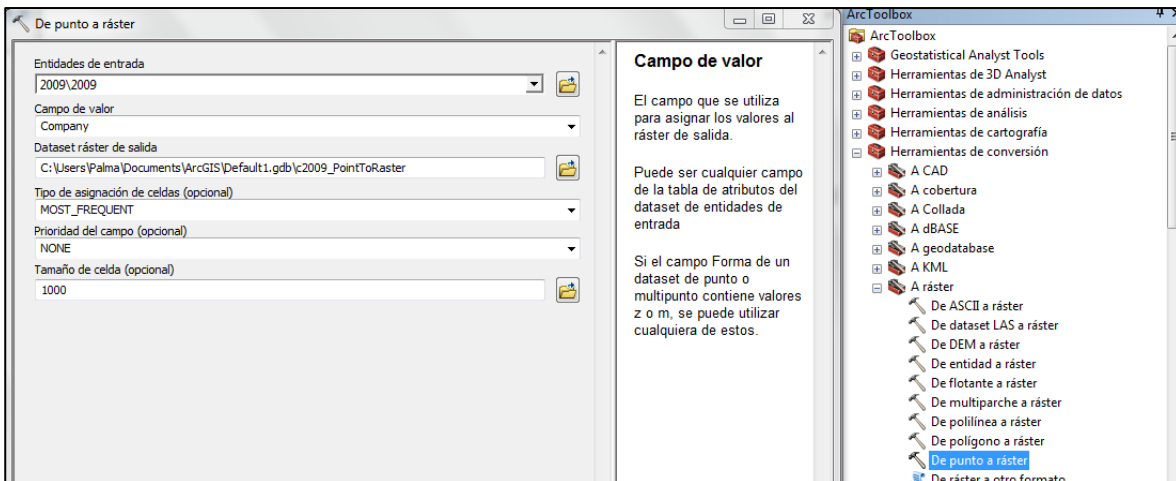 De punto a ráster
Entidades de entrada
2009\2009
Campo de valor
Company
Dataset ráster de salida
C:\Users\Palma\Documents\ArcGIS\Default1.gdb\c2009_PointToRaster
Tipo de asignación de celdas (opcional)
MOST_FREQUENT
Prioridad del campo (opcional)
NONE
Tamaño de celda (opcional)
1000
Campo de valor
El campo que se utiliza
para asignar los valores al
ráster de salida.
Puede ser cualquier campo
de la tabla de atributos del
dataset de entidades de
entrada
Si el campo Forma de un
dataset de punto o
multipunto contiene valores
z o m, se puede utilizar
cualquiera de estos.
ArcToolbox
ArcToolbox
Geostatistical Analyst Tools
Herramientas de 3D Analyst
Herramientas de administración de datos
Herramientas de análisis
Herramientas de cartografía
Herramientas de conversión
A CAD
A cobertura
A Collada
A dBASE
A geodatabase
A KML
A ráster
De ASCII a ráster
De dataset LAS a ráster
De DEM a ráster
De entidad a ráster
De flotante a ráster
De multiparche a ráster
De polilínea a ráster
De polígono a ráster
De punto a ráster
De ráster a otro formato